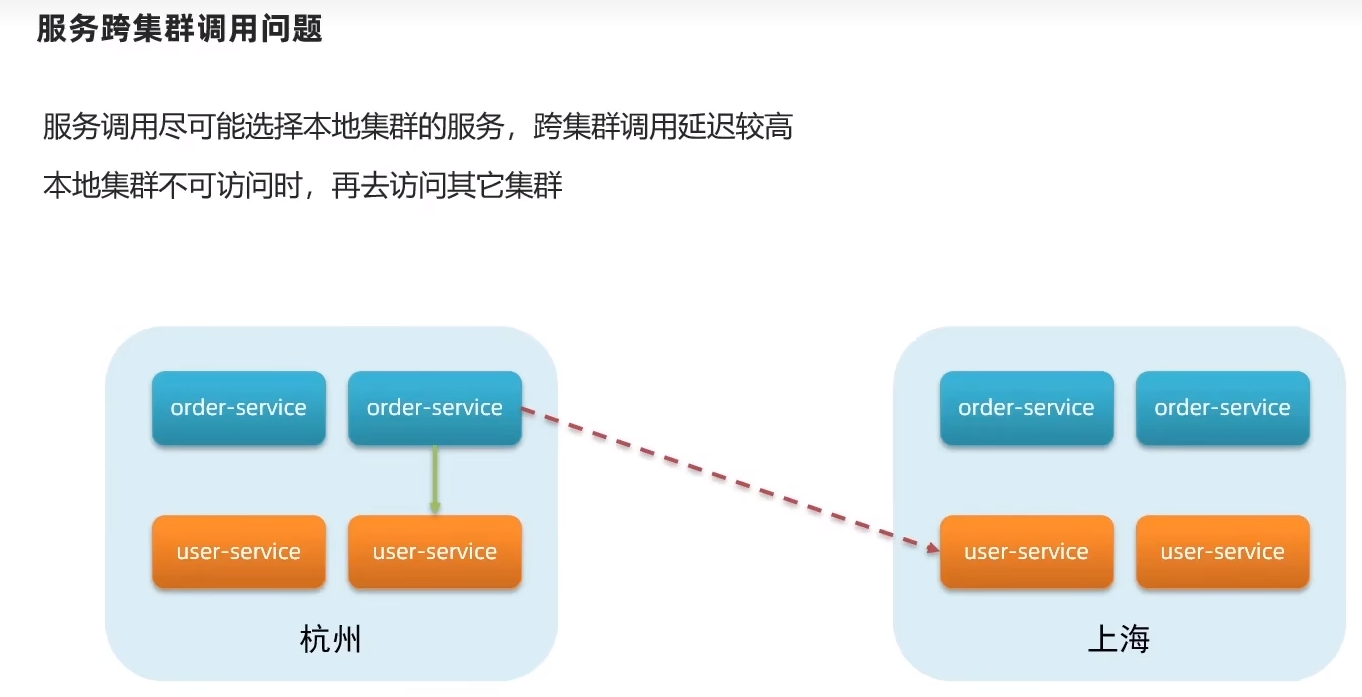 服务跨集群调用问题
服务调用尽可能选择本地集群的服务，跨集群调用延迟较高
本地集群不可访问时，再去访问其它集群
order-service order-service order-service order-service
user-service user-service user-service user-service
杭州 上海